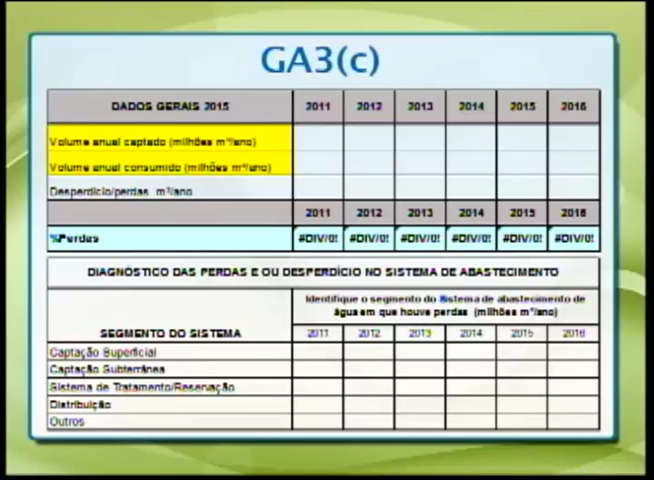 GA3(c)
DADOS GERAIS 2015 2011 2012 2013 2014 2015 2016
Volume anual captado (milhões m³/ano)
Volume anual consumido (milhões m³/ano)
Desperdício/perdas m³/ano
2011 2012 2013 2014 2015 2016
%Perdas #DIV/0! #DIV/0! #DIV/0! #DIV/0! #DIV/0! #DIV/0!
DIAGNÓSTICO DAS PERDAS E OU DESPERDÍCIO NO SISTEMA DE ABASTECIMENTO
Identifique o segmento do Sistema de abastecimento de
água em que houve perdas (milhões m³/ano)
SEGMENTO DO SISTEMA 2011 2012 2013 2014 2015 2016
Captação Superficial
Captação Subterrânea
Sistema de Tratamento/Reservação
Distribuição
Outros